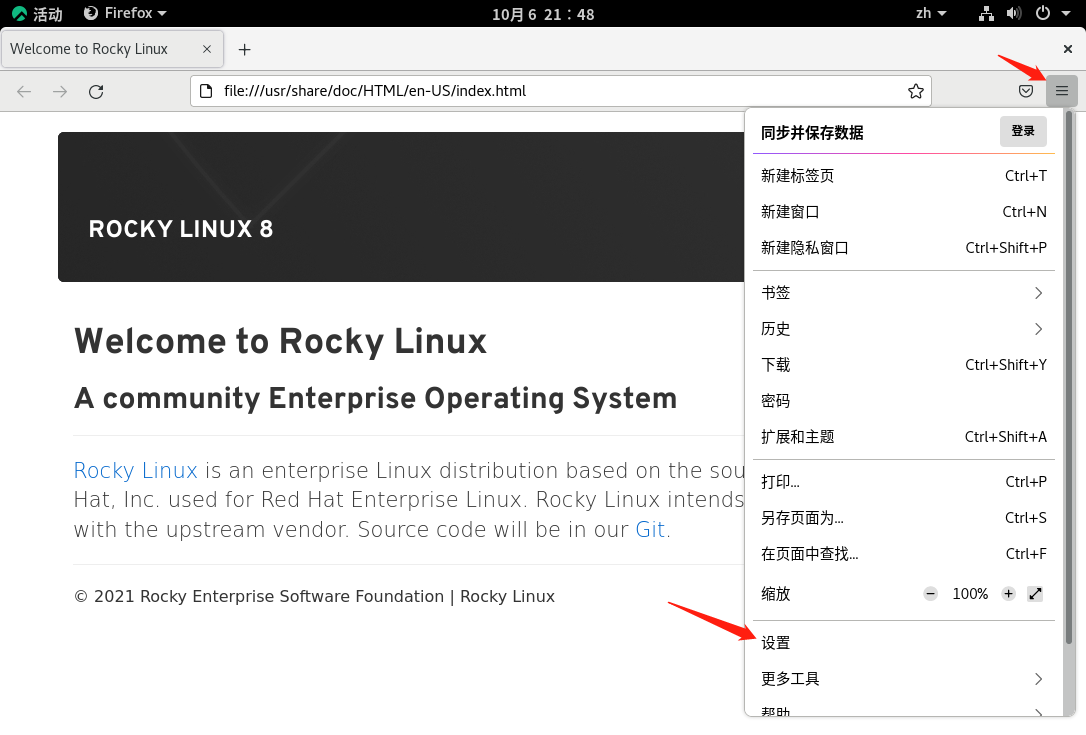 活动 Firefox 10月 6 21：48 zh
Welcome to Rocky Linux
file:///usr/share/doc/HTML/en-US/index.html
ROCKY LINUX 8
Welcome to Rocky Linux
A community Enterprise Operating System
Rocky Linux is an enterprise Linux distribution based on the sou
Hat, Inc. used for Red Hat Enterprise Linux. Rocky Linux intends
with the upstream vendor. Source code will be in our Git.
© 2021 Rocky Enterprise Software Foundation | Rocky Linux
同步并保存数据 登录
新建标签页 Ctrl+T
新建窗口 Ctrl+N
新建隐私窗口 Ctrl+Shift+P
书签
历史
下载 Ctrl+Shift+Y
密码
扩展和主题 Ctrl+Shift+A
打印... Ctrl+P
另存页面为... Ctrl+S
在页面中查找... Ctrl+F
缩放 100%
设置
更多工具
帮助